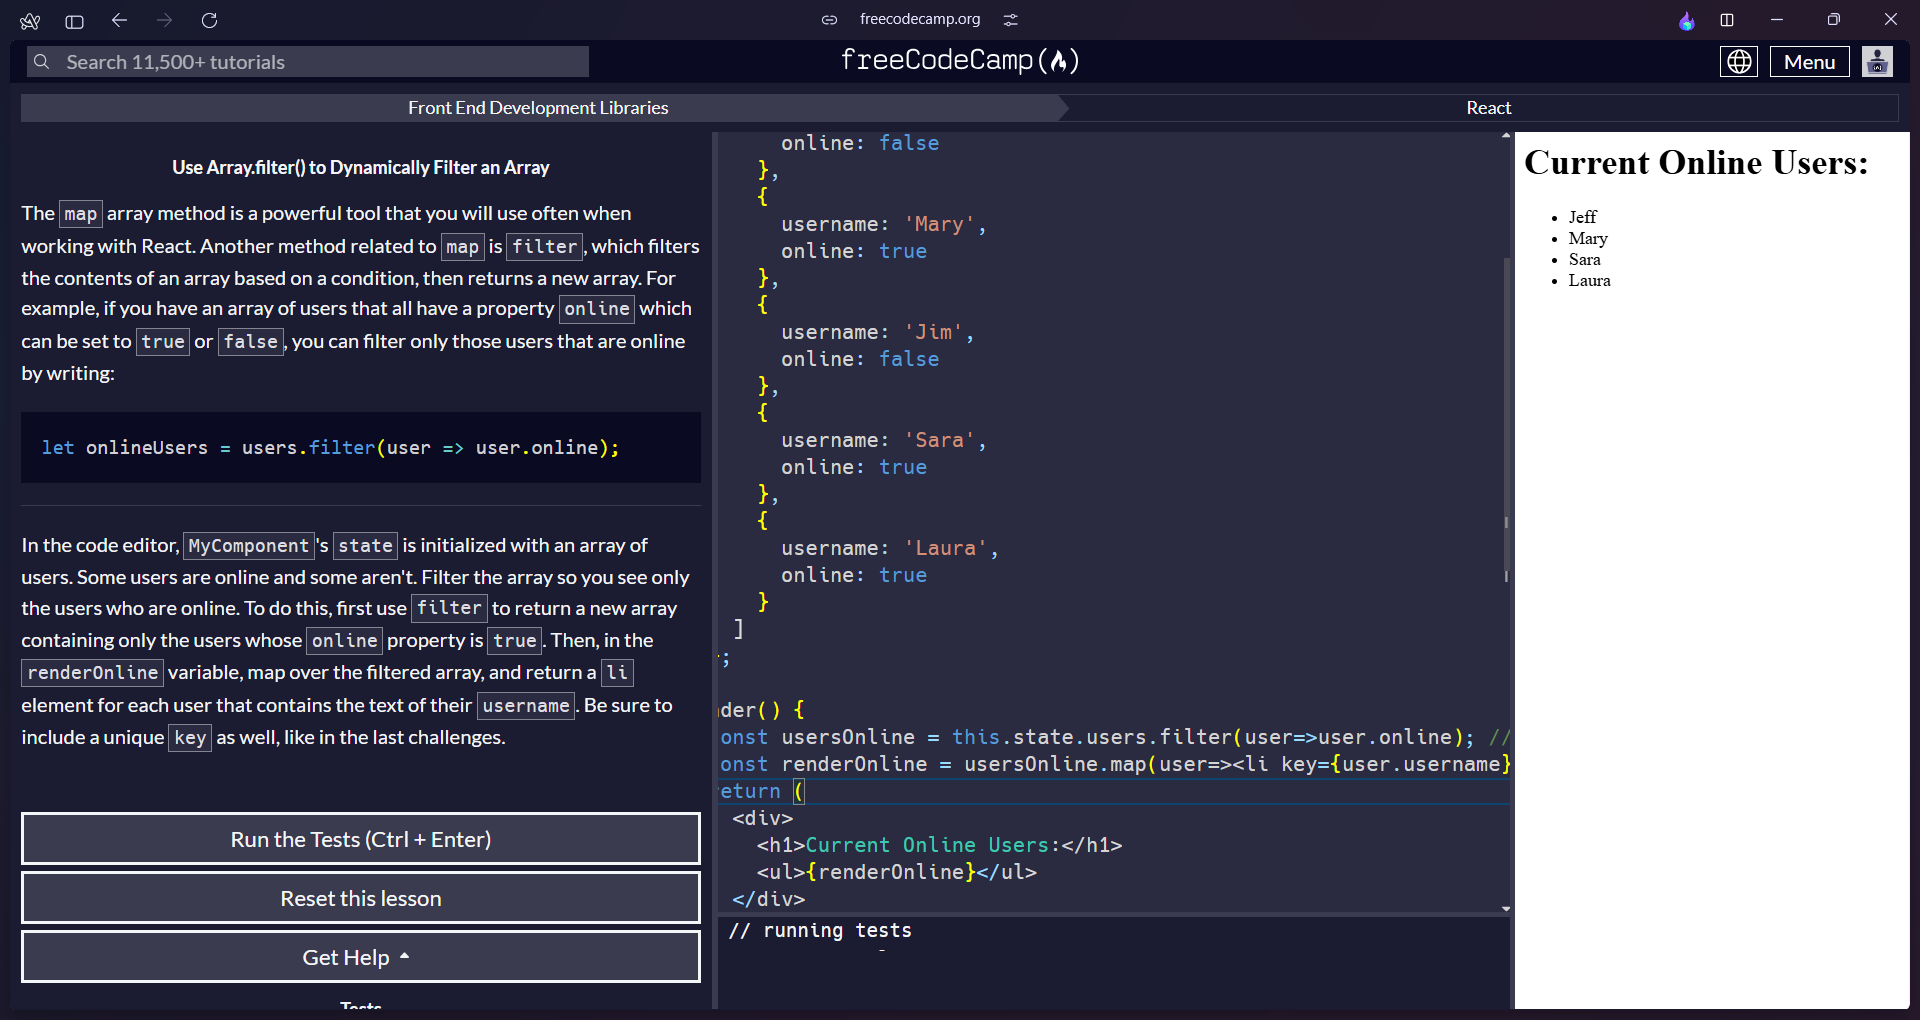 freecodecamp.org
Search 11,500+ tutorials
freeCodeCamp(🔥)
Menu
Front End Development Libraries
React
Use Array.filter() to Dynamically Filter an Array
The map array method is a powerful tool that you will use often when
working with React. Another method related to map is filter, which filters
the contents of an array based on a condition, then returns a new array. For
example, if you have an array of users that all have a property online which
can be set to true or false, you can filter only those users that are online
by writing:
let onlineUsers = users.filter(user => user.online);
In the code editor, MyComponent's state is initialized with an array of
users. Some users are online and some aren't. Filter the array so you see only
the users who are online. To do this, first use filter to return a new array
containing only the users whose online property is true. Then, in the
renderOnline variable, map over the filtered array, and return a li
element for each user that contains the text of their username. Be sure to
include a unique key as well, like in the last challenges.
Run the Tests (Ctrl + Enter)
Reset this lesson
Get Help
Tests
online: false
},
{
username: 'Mary',
online: true
},
{
username: 'Jim',
online: false
},
{
username: 'Sara',
online: true
},
{
username: 'Laura',
online: true
}
]
;
der() {
onst usersOnline = this.state.users.filter(user=>user.online); //
onst renderOnline = usersOnline.map(user=><li key={user.username}
eturn (
<div>
<h1>Current Online Users:</h1>
<ul>{renderOnline}</ul>
</div>
// running tests
Current Online Users:
• Jeff
• Mary
• Sara
• Laura